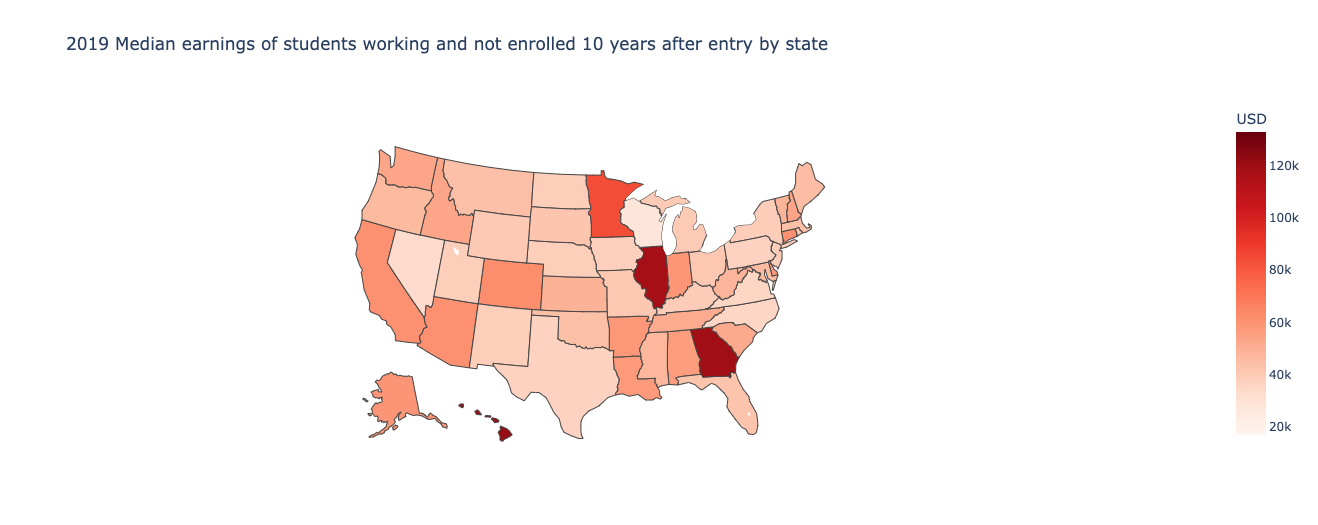 2019 Median earnings of students working and not enrolled 10 years after entry by state
USD
120k
100k
80k
60k
40k
20k